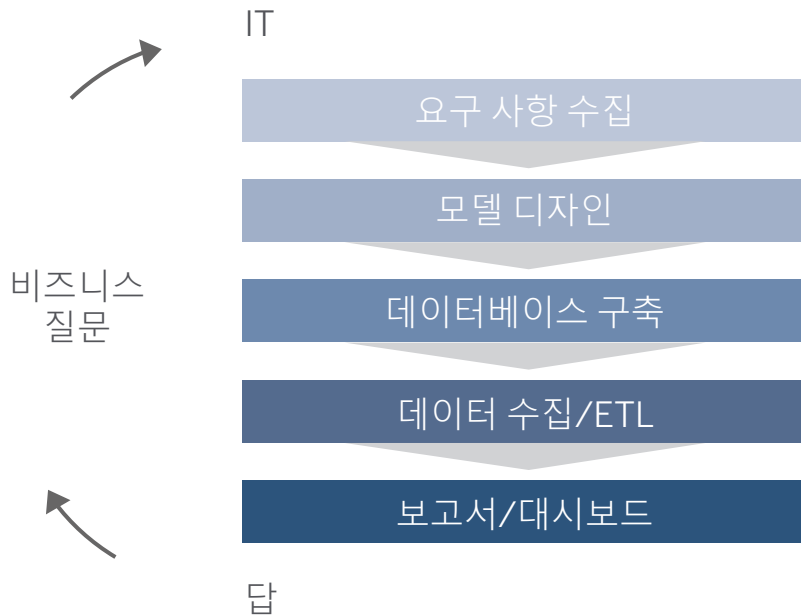 IT
요구 사항 수집
모델 디자인
비즈니스
질문
데이터베이스 구축
데이터 수집/ETL
보고서/대시보드
답